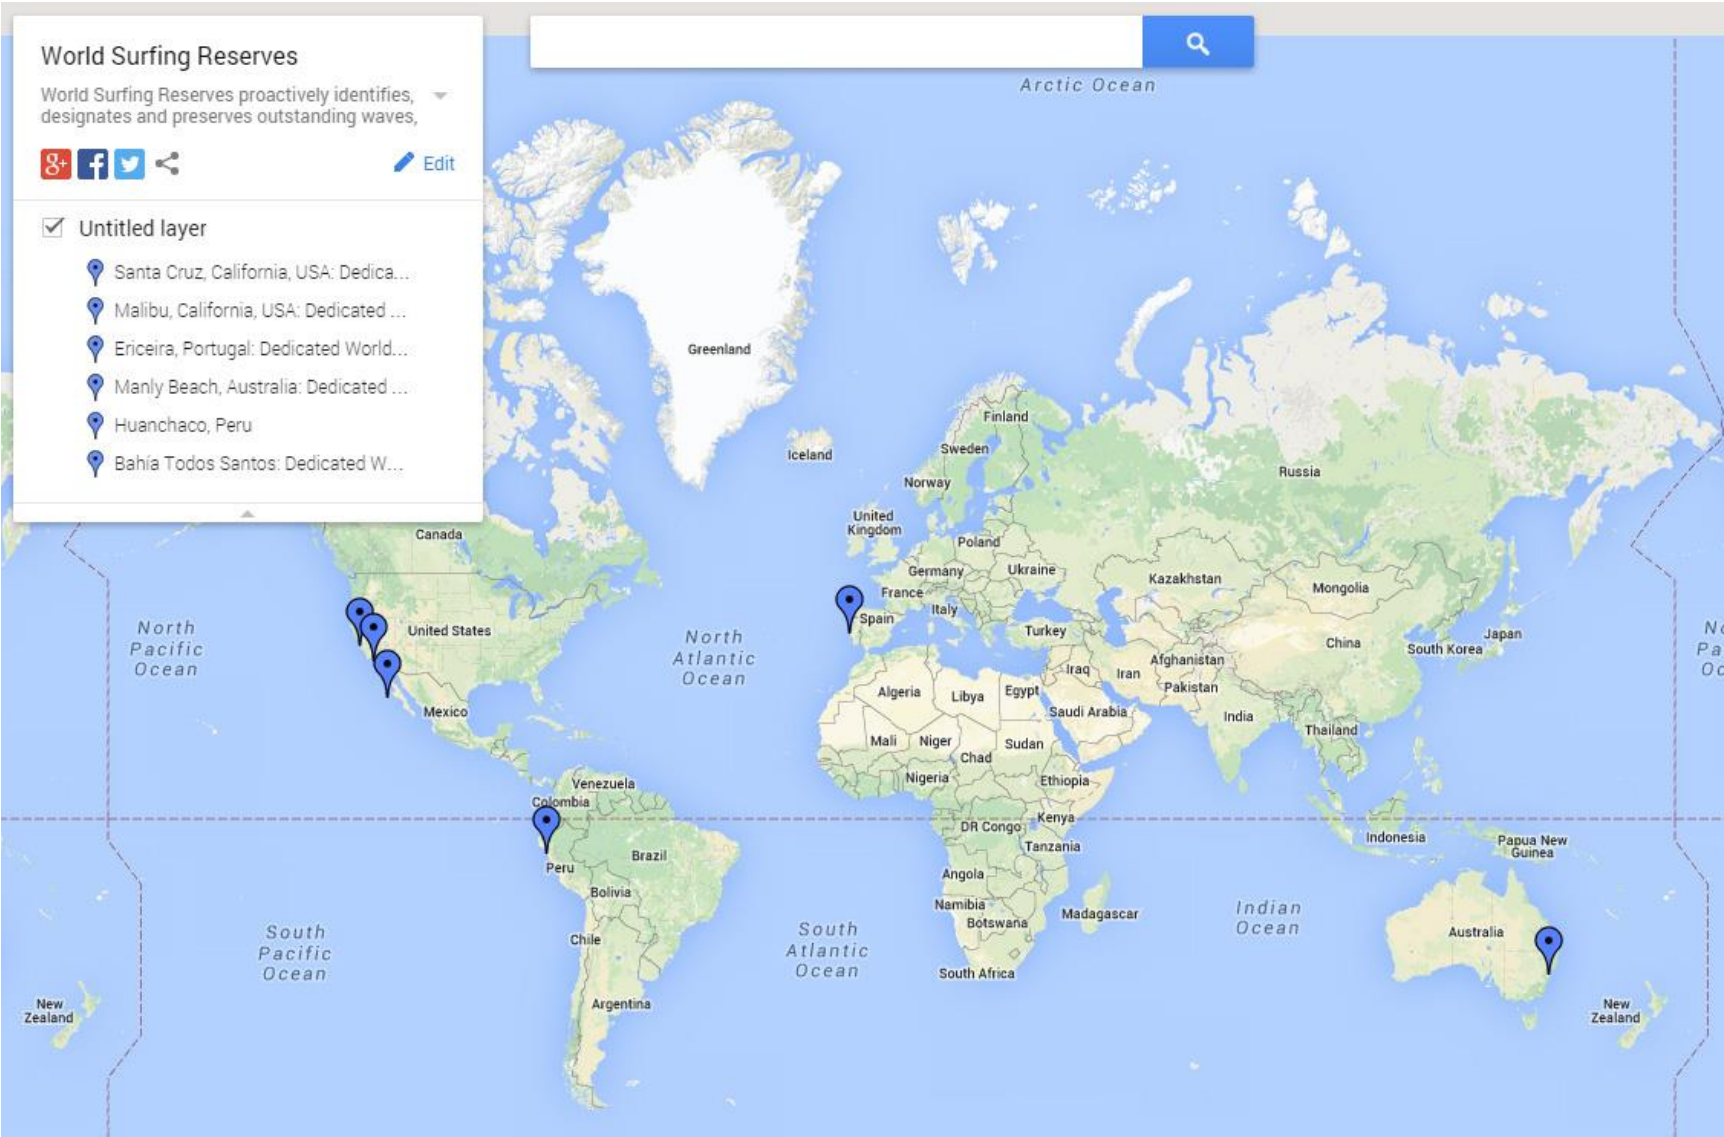 World Surfing Reserves
World Surfing Reserves proactively identifies,
designates and preserves outstanding waves,
g+
f
Edit
Untitled layer
Santa Cruz, California, USA: Dedica...
Malibu, California, USA: Dedicated ...
Ericeira, Portugal: Dedicated World...
Manly Beach, Australia: Dedicated ...
Huanchaco, Peru
Bahía Todos Santos: Dedicated W...
Arctic Ocean
Greenland
Iceland
Finland
Sweden
Norway
Russia
United
Kingdom
Poland
Germany
Ukraine
France
Italy
Spain
Turkey
Kazakhstan
Mongolia
China
South Korea
Japan
Canada
United States
Mexico
North
Pacific
Ocean
North
Atlantic
Ocean
No
Pa
Oc
Algeria
Libya
Egypt
Iraq
Iran
Afghanistan
Pakistan
Saudi Arabia
India
Thailand
Mali
Niger
Chad
Sudan
Nigeria
Ethiopia
Venezuela
Colombia
DR Congo
Kenya
Tanzania
Indonesia
Papua New
Guinea
Peru
Brazil
Bolivia
Chile
Argentina
Angola
Namibia
Botswana
Madagascar
South Africa
South
Pacific
Ocean
South
Atlantic
Ocean
Indian
Ocean
Australia
New
Zealand
New
Zealand